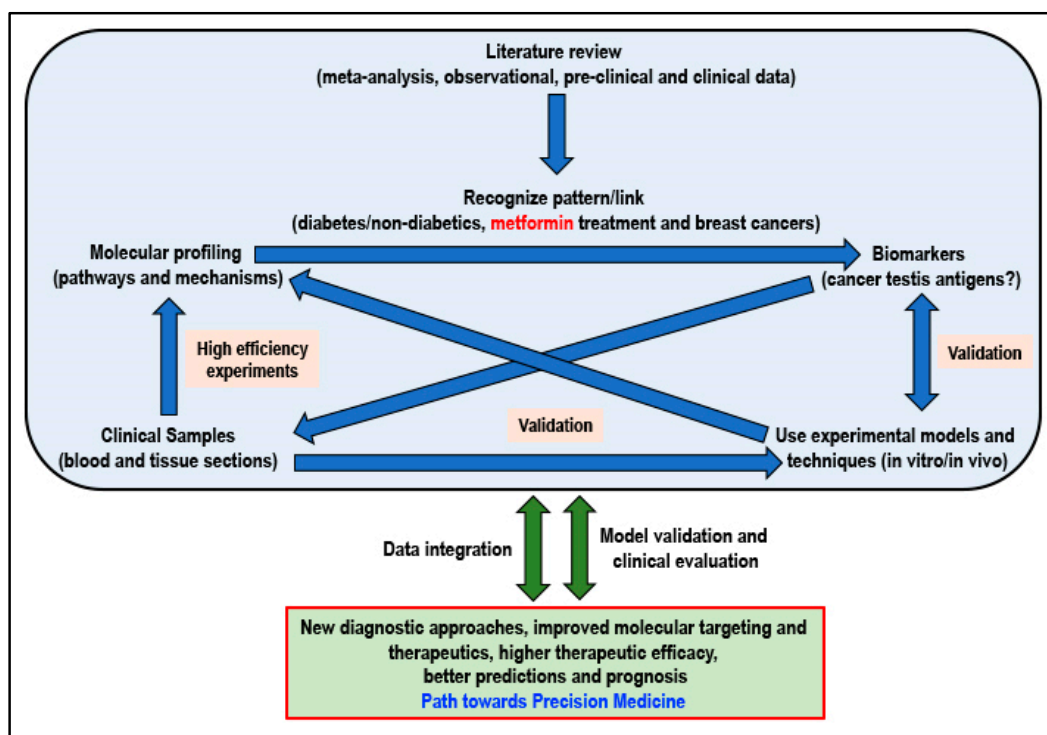 Literature review
(meta-analysis, observational, pre-clinical and clinical data)
Recognize pattern/link
(diabetes/non-diabetics, metformin treatment and breast cancers)
Molecular profiling
(pathways and mechanisms)
Biomarkers
(cancer testis antigens?)
High efficiency
experiments
Validation
Validation
Clinical Samples
(blood and tissue sections)
Use experimental models and
techniques (in vitro/in vivo)
Data integration
Model validation and
clinical evaluation
New diagnostic approaches, improved molecular targeting and
therapeutics, higher therapeutic efficacy,
better predictions and prognosis
Path towards Precision Medicine